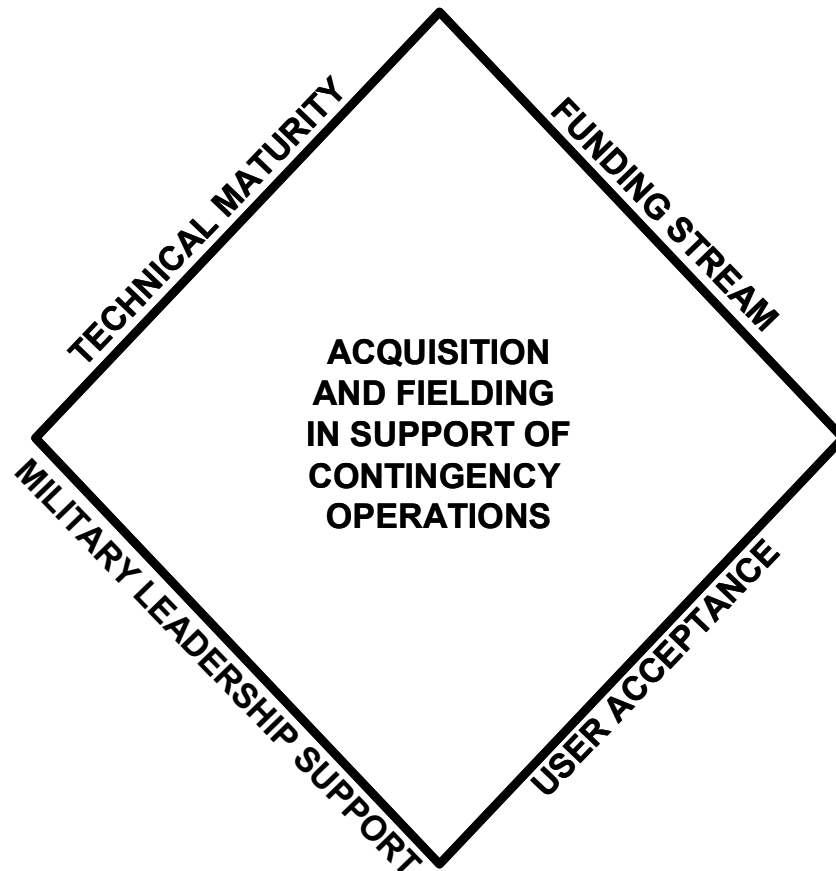 TECHNICAL MATURITY
FUNDING STREAM
ACQUISITION
AND FIELDING
IN SUPPORT OF
CONTINGENCY
OPERATIONS
MILITARY LEADERSHIP SUPPORT
USER ACCEPTANCE